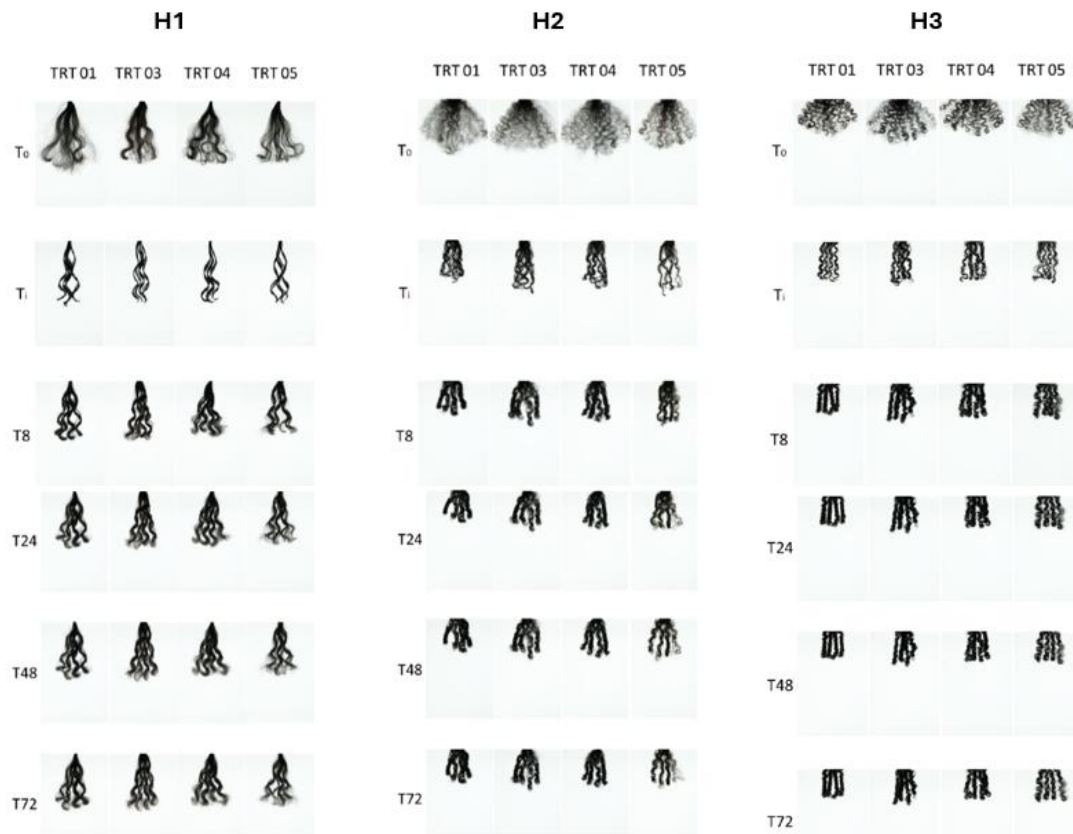 H1
TRT 01 TRT 03 TRT 04 TRT 05
T₀
Tᵢ
T8
T24
T48
T72
H2
TRT 01 TRT 03 TRT 04 TRT 05
T₀
Tᵢ
T8
T24
T48
T72
H3
TRT 01 TRT 03 TRT 04 TRT 05
T₀
Tᵢ
T8
T24
T48
T72